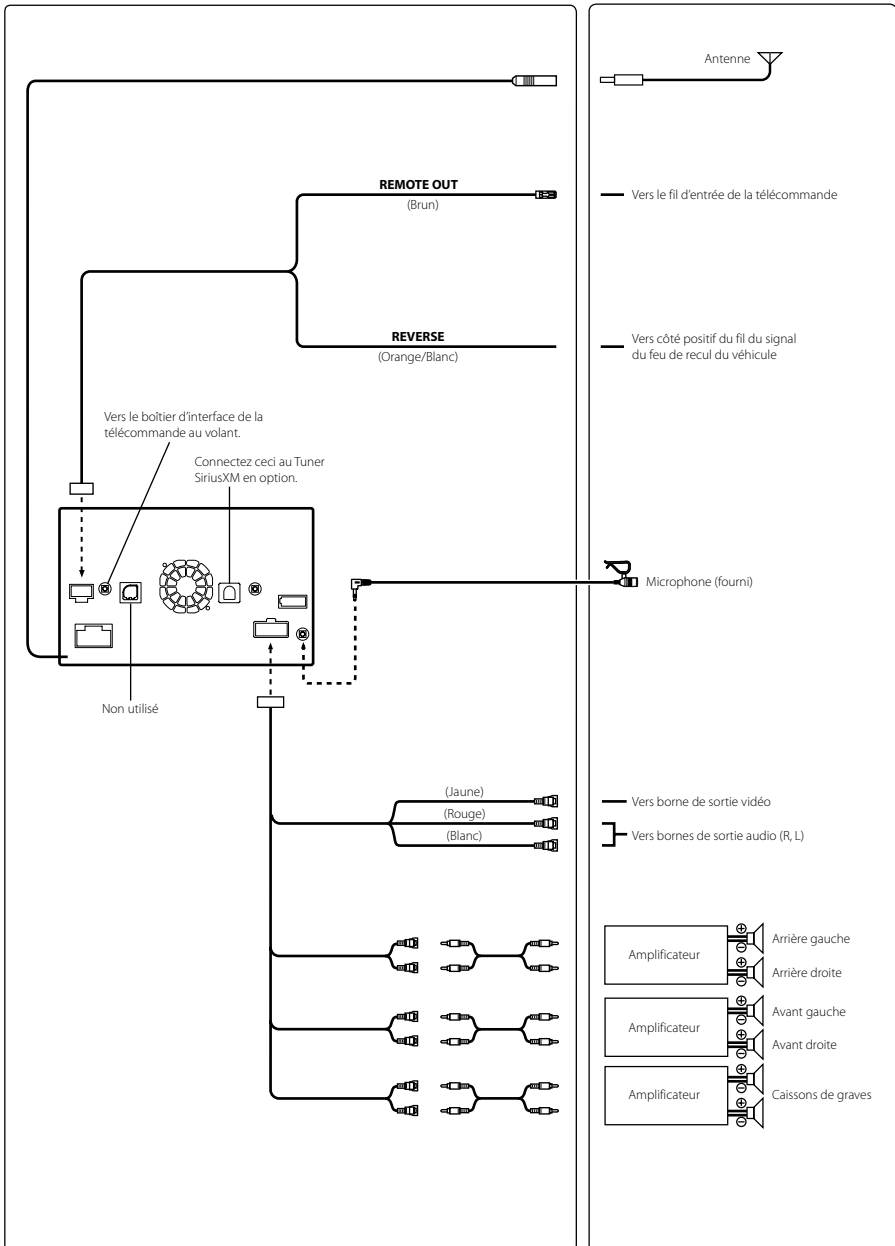 Antenne
REMOTE OUT
(Brun)
Vers le fil d'entrée de la télécommande
REVERSE
(Orange/Blanc)
Vers côté positif du fil du signal
du feu de recul du véhicule
Vers le boîtier d'interface de la
télécommande au volant.
Connectez ceci au Tuner
SiriusXM en option.
Microphone (fourni)
Non utilisé
(Jaune)
Vers borne de sortie vidéo
(Rouge)
(Blanc)
Vers bornes de sortie audio (R, L)
Amplificateur
Arrière gauche
Arrière droite
Amplificateur
Avant gauche
Avant droite
Amplificateur
Caissons de graves